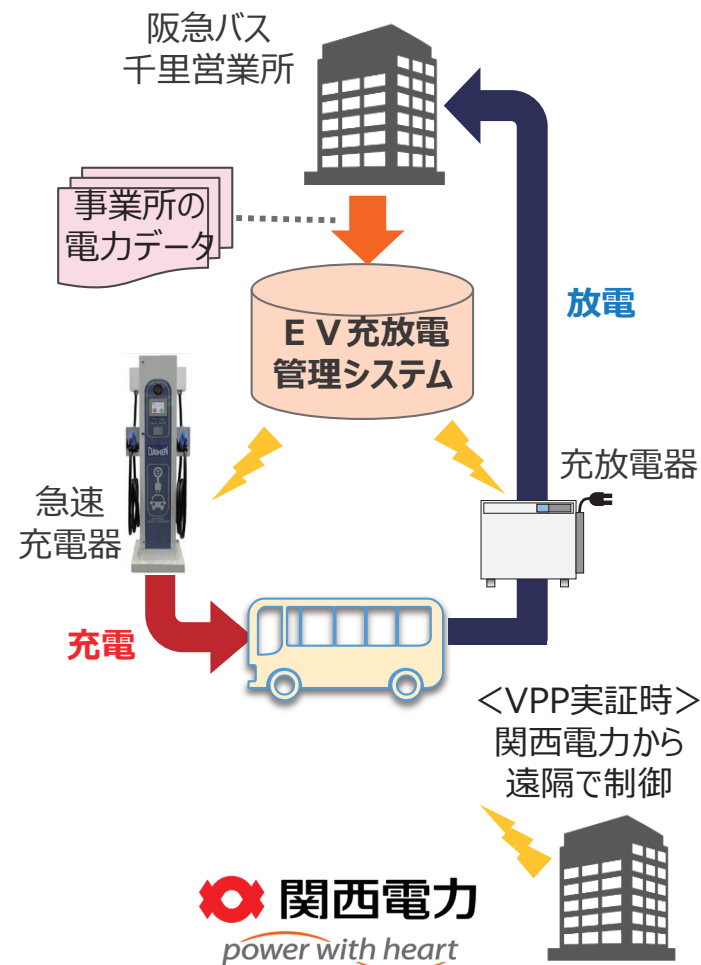 阪急バス
千里営業所
事業所の
電力データ
ＥＶ充放電
管理システム
放電
充放電器
DAIHEN
急速
充電器
充電
＜VPP実証時＞
関西電力から
遠隔で制御
関西電力
power with heart